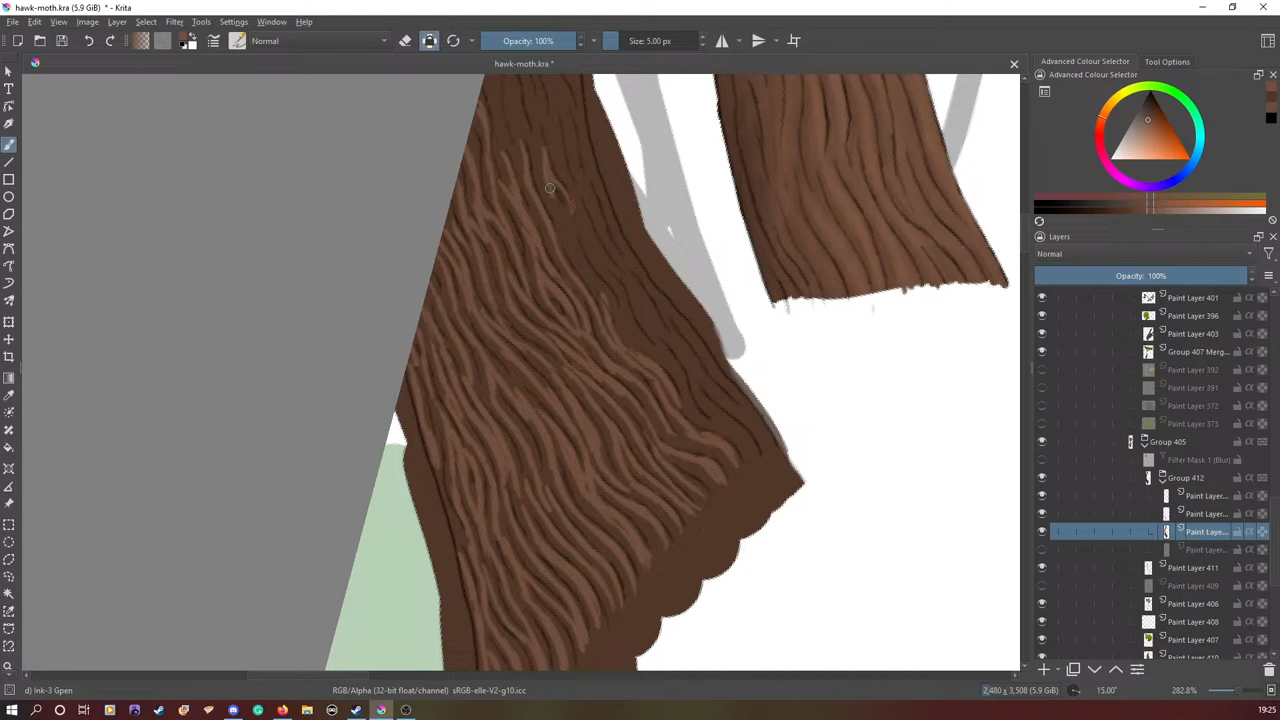 hawk-moth.kra (5.9 GiB) * - Krita
File Edit View Image Layer Select Filter Tools Settings Window Help
Normal Opacity: 100% Size: 5.00 px
hawk-moth.kra *
Advanced Colour Selector Tool Options
Advanced Colour Selector
Layers
Normal
Opacity: 100%
Paint Layer 401
Paint Layer 396
Paint Layer 403
Group 407 Merg...
Paint Layer 392
Paint Layer 391
Paint Layer 372
Paint Layer 373
Group 405
Filter Mask 1 (Blur)
Group 412
Paint Layer...
Paint Layer...
Paint Laye...
Paint Layer...
Paint Layer 411
Paint Layer 409
Paint Layer 406
Paint Layer 408
Paint Layer 407
Paint Layer 410
d) Ink-3 Gpen RGB/Alpha (32-bit float/channel) sRGB-elle-V2-g10.icc 2,480 x 3,508 (5.9 GiB) 15.00° 282.8%
19:25